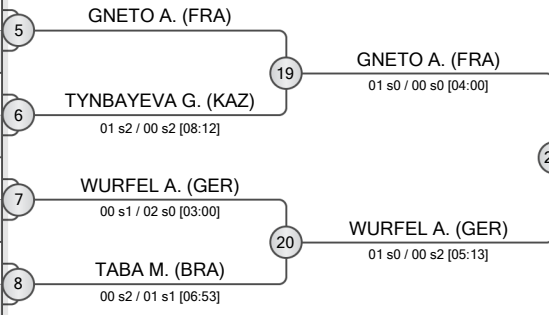 GNETO A. (FRA)
5
19
GNETO A. (FRA)
01 s0 / 00 s0 [04:00]
TYNBAYEVA G. (KAZ)
6
01 s2 / 00 s2 [08:12]
WURFEL A. (GER)
7
00 s1 / 02 s0 [03:00]
20
WURFEL A. (GER)
01 s0 / 00 s2 [05:13]
TABA M. (BRA)
8
00 s2 / 01 s1 [06:53]